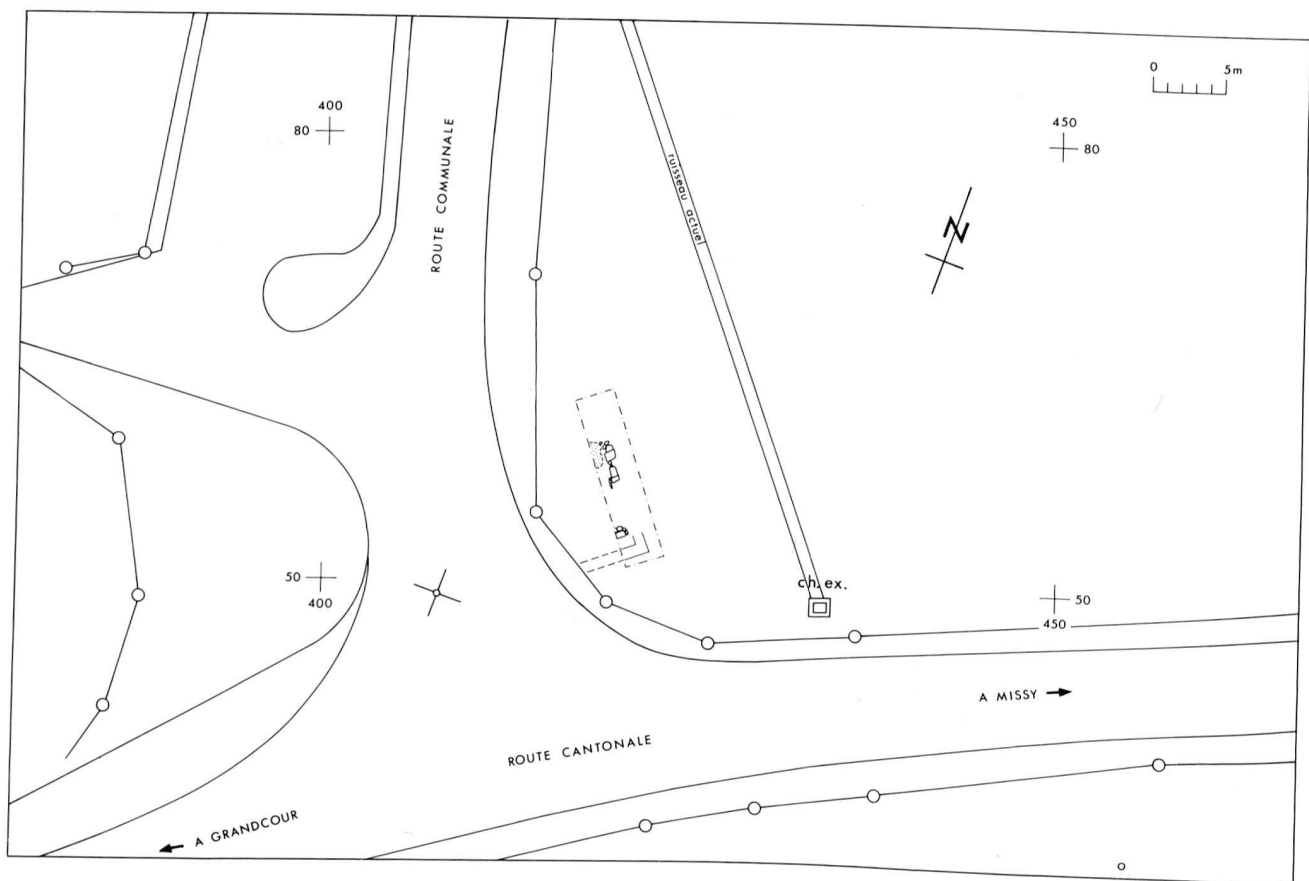 0 5m
400
80
450
80
ROUTE COMMUNALE
ruisseau actuel
N
50
400
ch. ex.
50
450
A MISSY
ROUTE CANTONALE
A GRANDCOUR